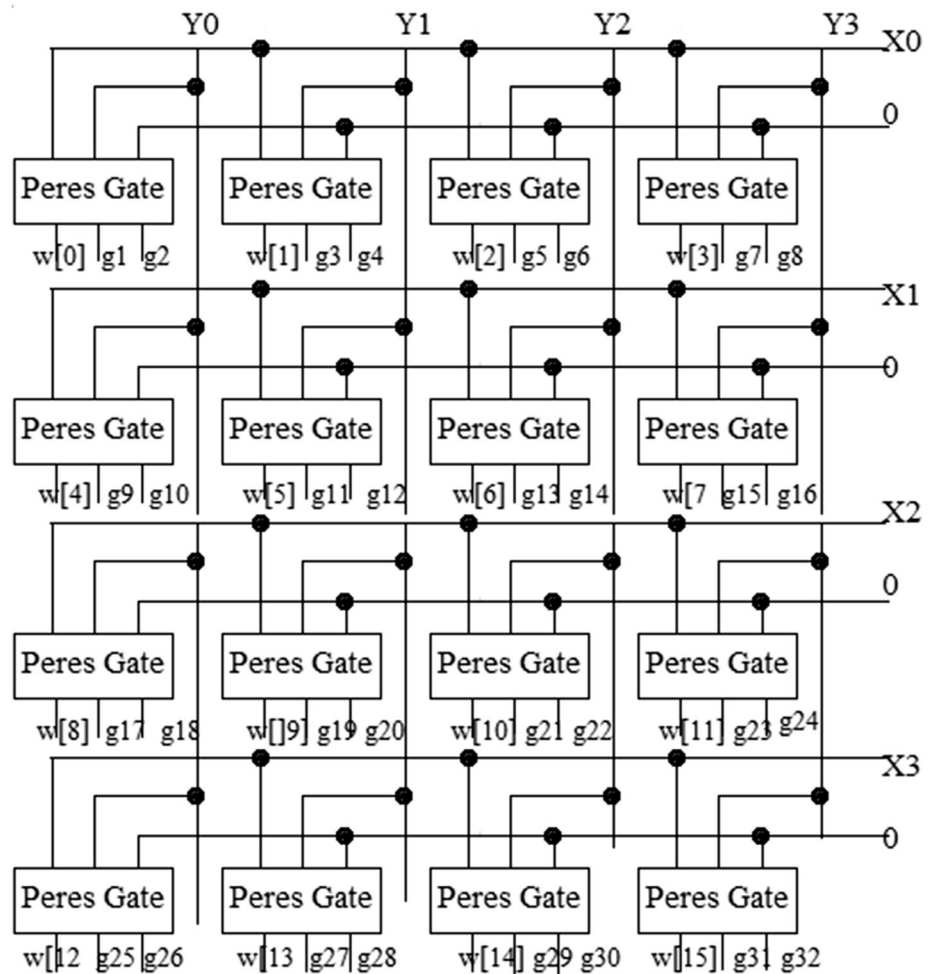 Y0 Y1 Y2 Y3
X0
0
Peres Gate Peres Gate Peres Gate Peres Gate
w[0] g1 g2 w[1] g3 g4 w[2] g5 g6 w[3] g7 g8
X1
0
Peres Gate Peres Gate Peres Gate Peres Gate
w[4] g9 g10 w[5] g11 g12 w[6] g13 g14 w[7 g15 g16
X2
0
Peres Gate Peres Gate Peres Gate Peres Gate
w[8] g17 g18 w[]9] g19 g20 w[10] g21 g22 w[11] g23 g24
X3
0
Peres Gate Peres Gate Peres Gate Peres Gate
w[12 g25 g26 w[13 g27 g28 w[14] g29 g30 w[15] g31 g32